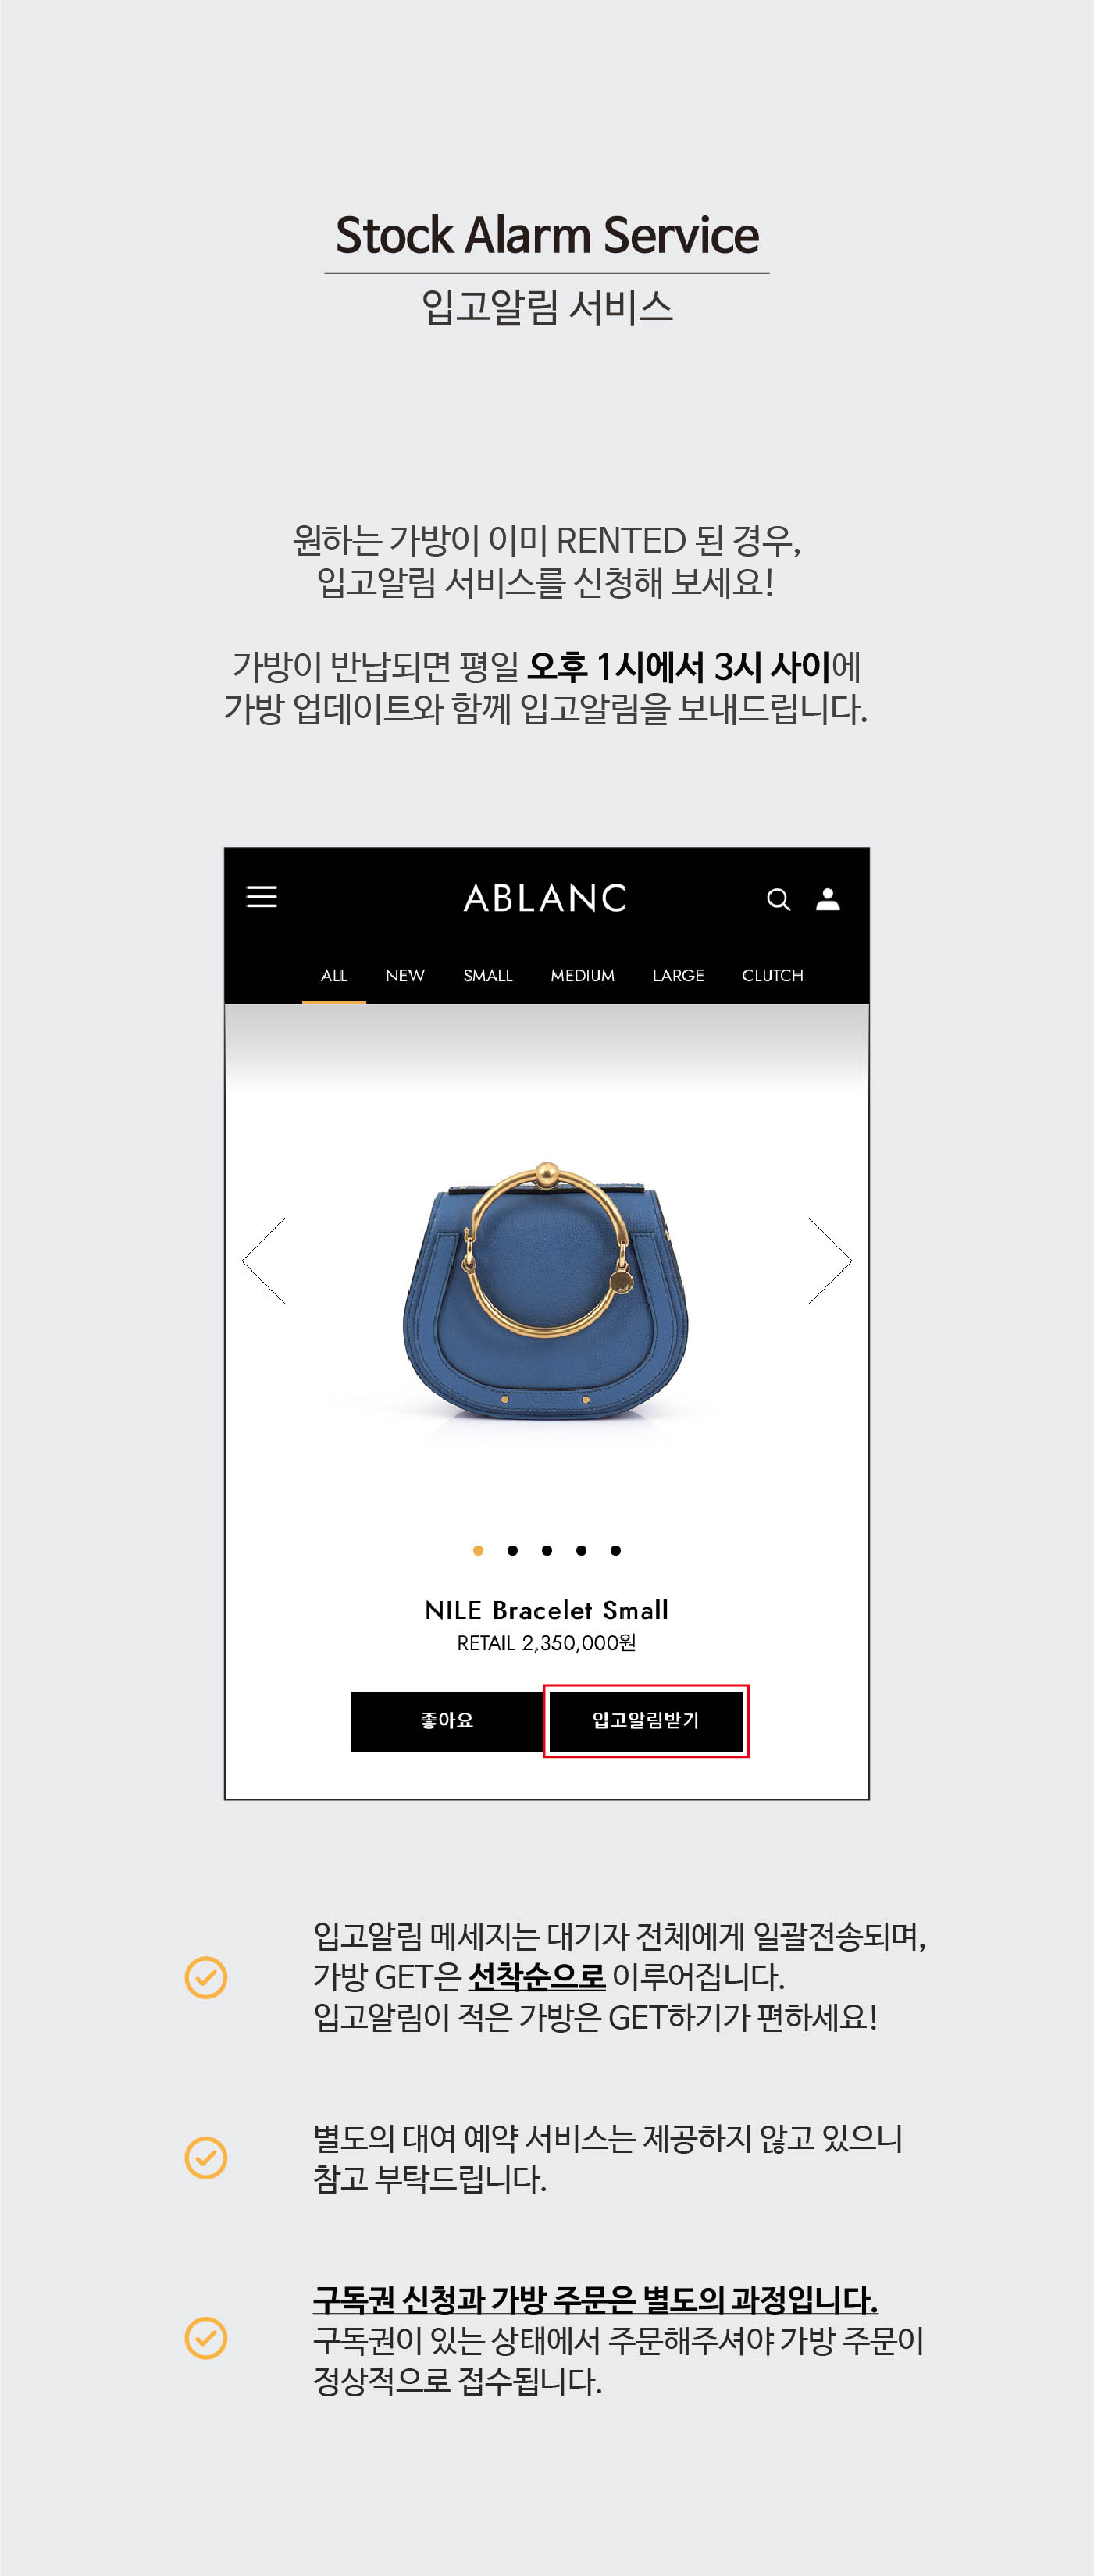 Stock Alarm Service
입고알림 서비스
원하는 가방이 이미 RENTED 된 경우,
입고알림 서비스를 신청해 보세요!
가방이 반납되면 평일 오후 1시에서 3시 사이에
가방 업데이트와 함께 입고알림을 보내드립니다.
ABLANC
ALL NEW SMALL MEDIUM LARGE CLUTCH
NILE Bracelet Small
RETAIL 2,350,000원
좋아요 입고알림받기
입고알림 메세지는 대기자 전체에게 일괄전송되며,
가방 GET은 선착순으로 이루어집니다.
입고알림이 적은 가방은 GET하기가 편하세요!
별도의 대여 예약 서비스는 제공하지 않고 있으니
참고 부탁드립니다.
구독권 신청과 가방 주문은 별도의 과정입니다.
구독권이 있는 상태에서 주문해주셔야 가방 주문이
정상적으로 접수됩니다.